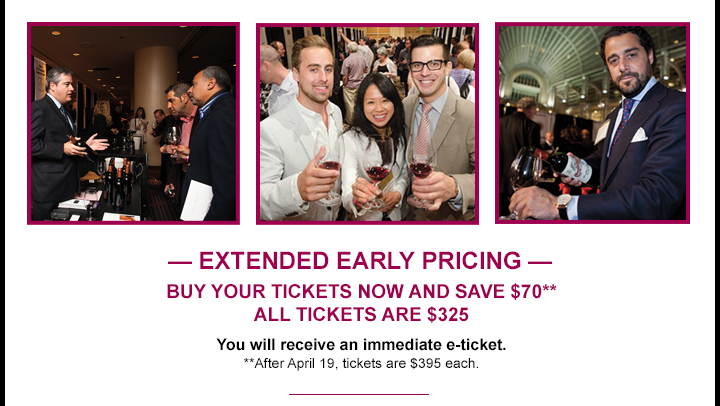 — EXTENDED EARLY PRICING —
BUY YOUR TICKETS NOW AND SAVE $70**
ALL TICKETS ARE $325
You will receive an immediate e-ticket.
**After April 19, tickets are $395 each.